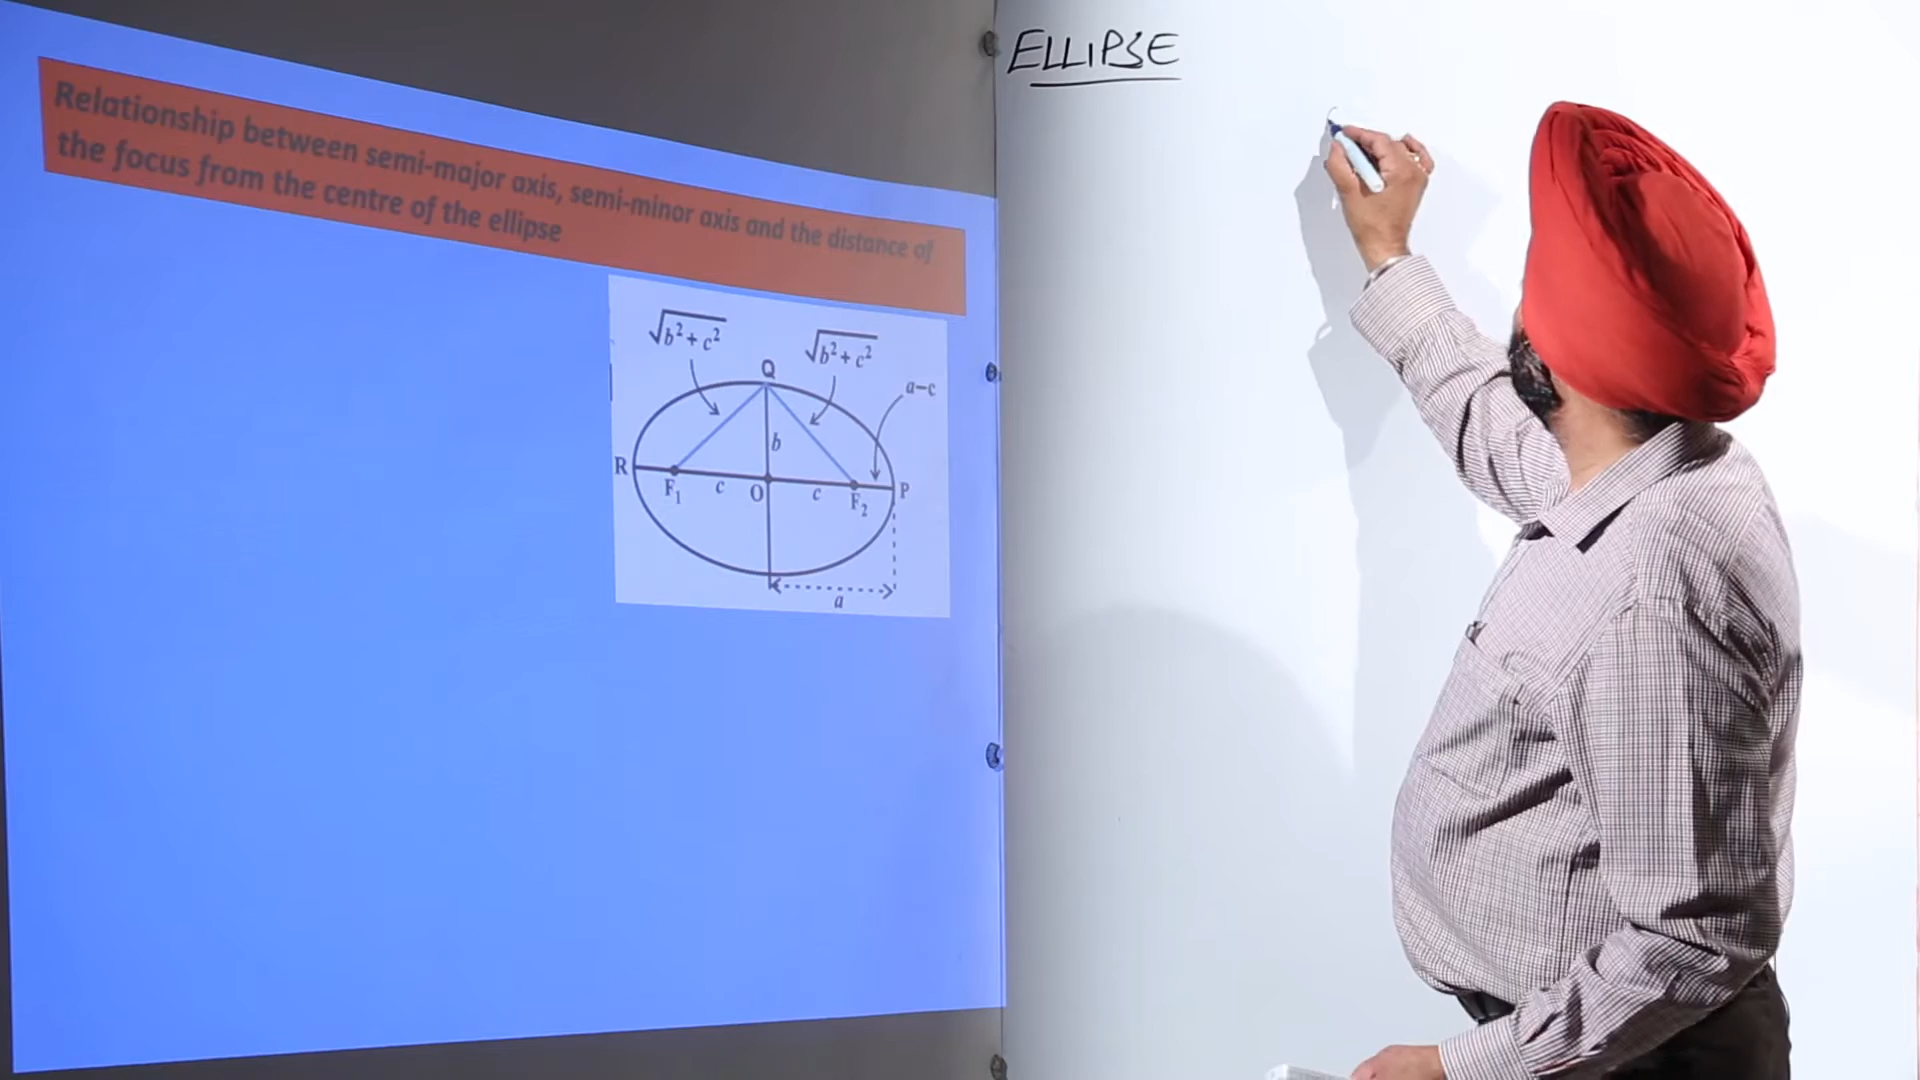 Relationship between semi-major axis, semi-minor axis and the distance of
the focus from the centre of the ellipse
√b²+c²
√b²+c²
Q
a–c
b
R
F₁
c
O
c
F₂
P
a
ELLIPSE